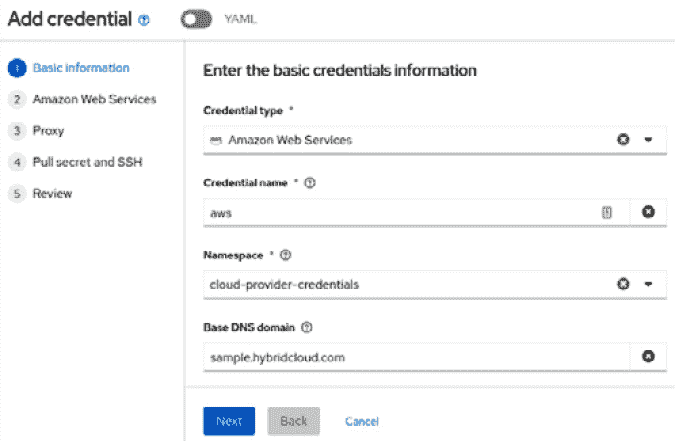 Add credential
YAML
1 Basic information
2 Amazon Web Services
3 Proxy
4 Pull secret and SSH
5 Review
Enter the basic credentials information
Credential type *
aws Amazon Web Services
Credential name *
aws
Namespace *
cloud-provider-credentials
Base DNS domain
sample.hybridcloud.com
Next Back Cancel